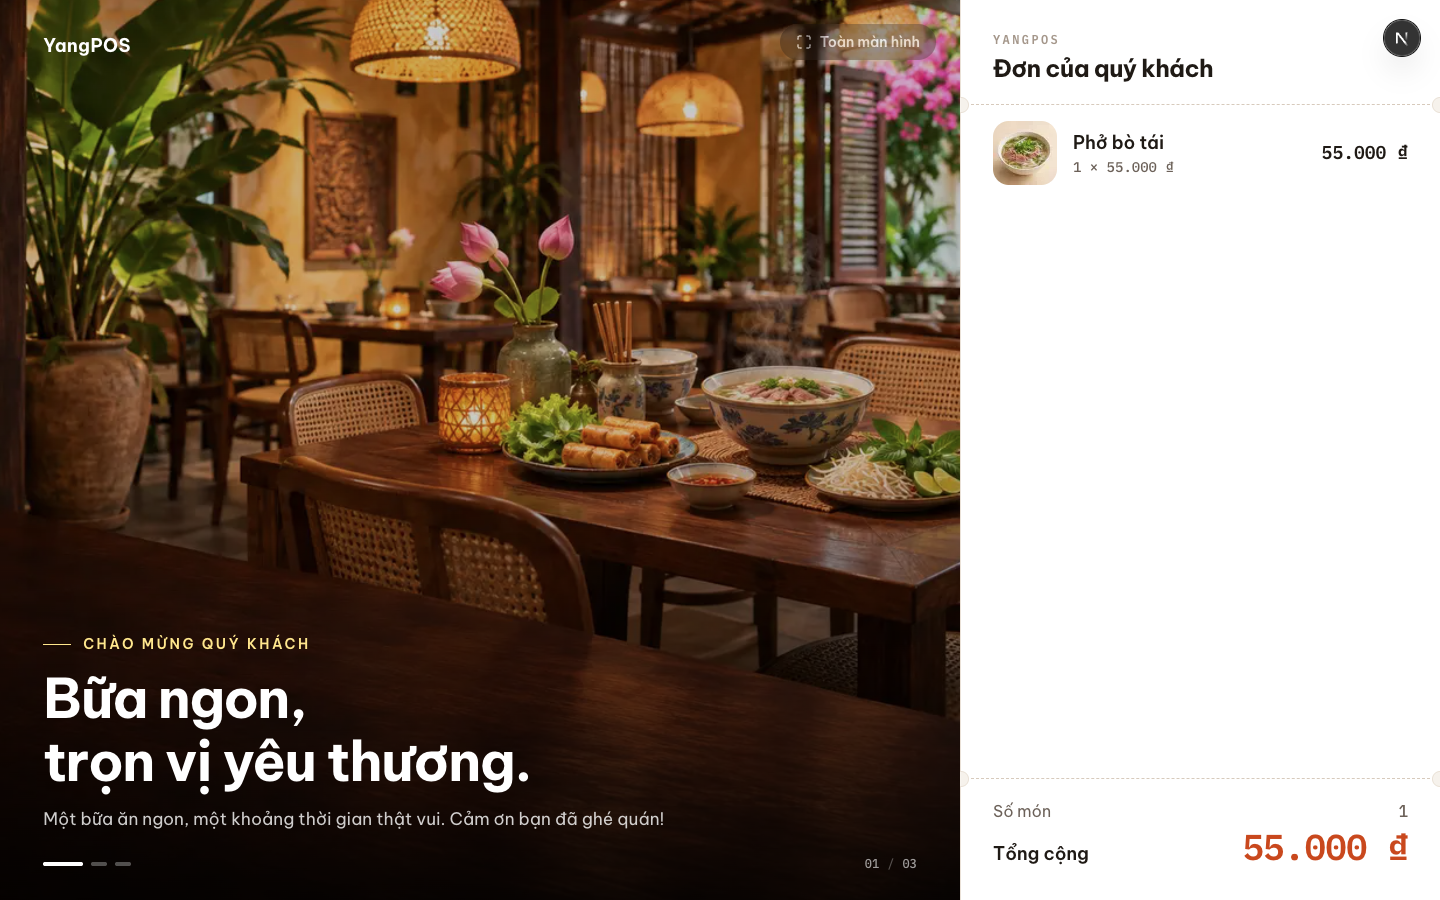 YangPOS
Toàn màn hình
CHÀO MỪNG QUÝ KHÁCH
Bữa ngon,
trọn vị yêu thương.
Một bữa ăn ngon, một khoảng thời gian thật vui. Cảm ơn bạn đã ghé quán!
01 / 03
YANGPOS
N
Đơn của quý khách
Phở bò tái
1 × 55.000 ₫
55.000 ₫
Số món 1
Tổng cộng 55.000 ₫